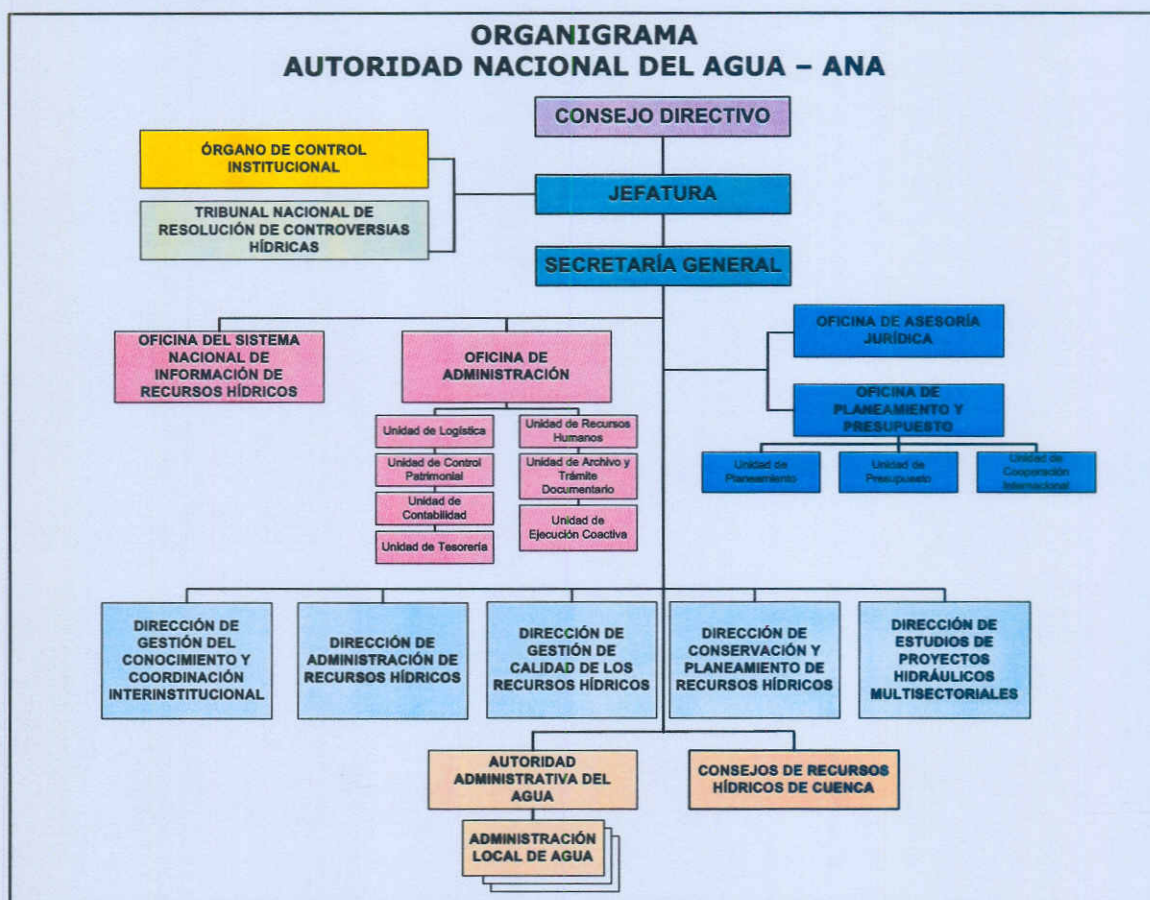 ORGANIGRAMA
AUTORIDAD NACIONAL DEL AGUA – ANA
CONSEJO DIRECTIVO
ÓRGANO DE CONTROL
INSTITUCIONAL
JEFATURA
TRIBUNAL NACIONAL DE
RESOLUCIÓN DE CONTROVERSIAS
HÍDRICAS
SECRETARÍA GENERAL
OFICINA DEL SISTEMA
NACIONAL DE
INFORMACIÓN DE
RECURSOS HÍDRICOS
OFICINA DE
ADMINISTRACIÓN
OFICINA DE ASESORÍA
JURÍDICA
OFICINA DE
PLANEAMIENTO Y
PRESUPUESTO
Unidad de Logística
Unidad de Control
Patrimonial
Unidad de
Contabilidad
Unidad de Tesorería
Unidad de Recursos
Humanos
Unidad de Archivo y
Trámite
Documentario
Unidad de
Ejecución Coactiva
Unidad de
Planeamiento
Unidad de
Presupuesto
Unidad de
Cooperación
Internacional
DIRECCIÓN DE
GESTIÓN DEL
CONOCIMIENTO Y
COORDINACIÓN
INTERINSTITUCIONAL
DIRECCIÓN DE
ADMINISTRACIÓN DE
RECURSOS HÍDRICOS
DIRECCIÓN DE
GESTIÓN DE
CALIDAD DE LOS
RECURSOS HÍDRICOS
DIRECCIÓN DE
CONSERVACIÓN Y
PLANEAMIENTO DE
RECURSOS HÍDRICOS
DIRECCIÓN DE
ESTUDIOS DE
PROYECTOS
HIDRÁULICOS
MULTISECTORIALES
AUTORIDAD
ADMINISTRATIVA DEL
AGUA
CONSEJOS DE RECURSOS
HÍDRICOS DE CUENCA
ADMINISTRACIÓN
LOCAL DE AGUA